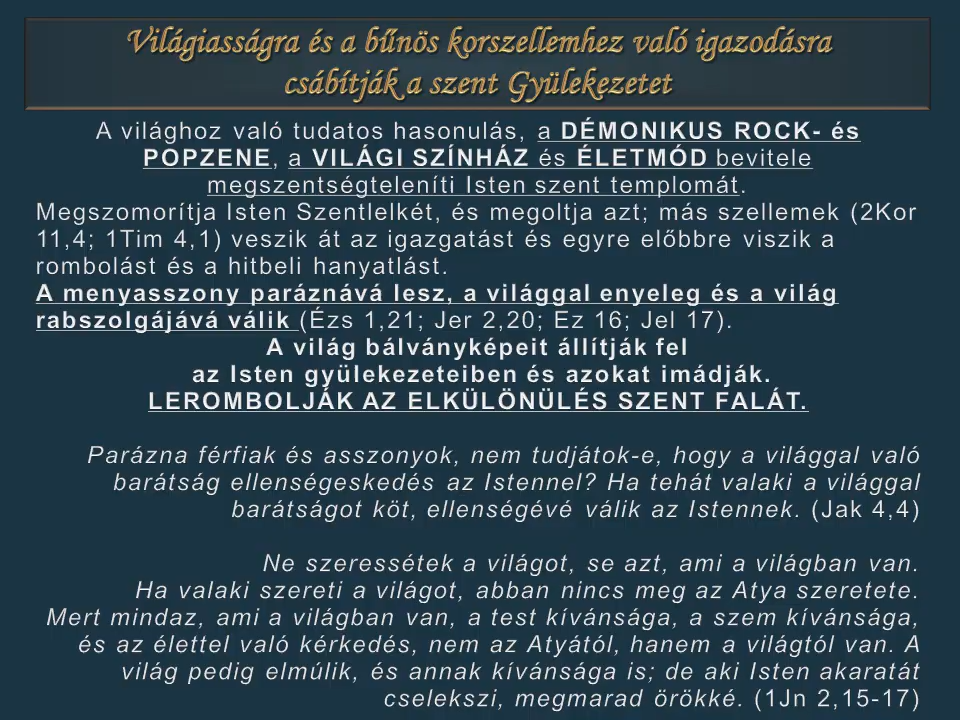 Világiasságra és a bűnös korszellemhez való igazodásra
csábítják a szent Gyülekezetet
A világhoz való tudatos hasonulás, a DÉMONIKUS ROCK- és
POPZENE, a VILÁGI SZÍNHÁZ és ÉLETMÓD bevitele
megszentségteleníti Isten szent templomát.
Megszomorítja Isten Szentlelkét, és megoltja azt; más szellemek (2Kor
11,4; 1Tim 4,1) veszik át az igazgatást és egyre előbbre viszik a
rombolást és a hitbeli hanyatlást.
A menyasszony paráznává lesz, a világgal enyeleg és a világ
rabszolgájává válik (Ézs 1,21; Jer 2,20; Ez 16; Jel 17).
A világ bálványképeit állítják fel
az Isten gyülekezeteiben és azokat imádják.
LEROMBOLJÁK AZ ELKÜLÖNÜLÉS SZENT FALÁT.
Parázna férfiak és asszonyok, nem tudjátok-e, hogy a világgal való
barátság ellenségeskedés az Istennel? Ha tehát valaki a világgal
barátságot köt, ellenségévé válik az Istennek. (Jak 4,4)
Ne szeressétek a világot, se azt, ami a világban van.
Ha valaki szereti a világot, abban nincs meg az Atya szeretete.
Mert mindaz, ami a világban van, a test kívánsága, a szem kívánsága,
és az élettel való kérkedés, nem az Atyától, hanem a világtól van. A
világ pedig elmúlik, és annak kívánsága is; de aki Isten akaratát
cselekszi, megmarad örökké. (1Jn 2,15-17)